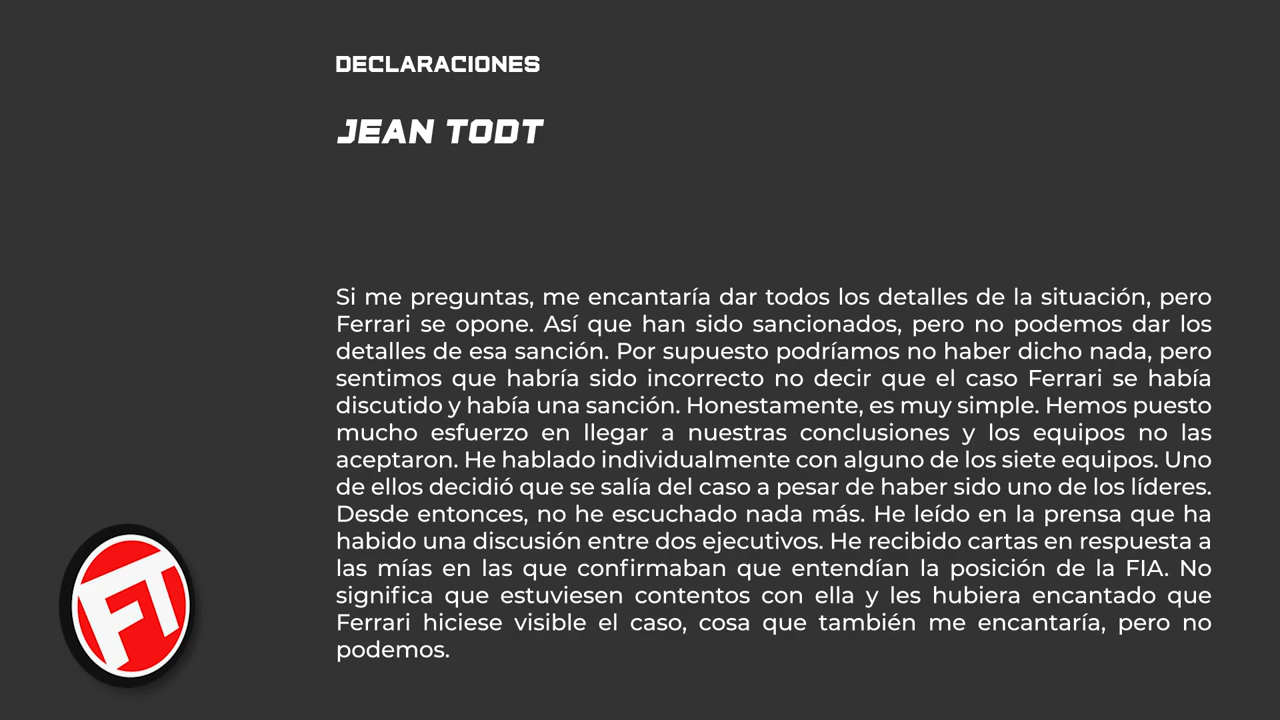 DECLARACIONES
JEAN TODT
Si me preguntas, me encantaría dar todos los detalles de la situación, pero
Ferrari se opone. Así que han sido sancionados, pero no podemos dar los
detalles de esa sanción. Por supuesto podríamos no haber dicho nada, pero
sentimos que habría sido incorrecto no decir que el caso Ferrari se había
discutido y había una sanción. Honestamente, es muy simple. Hemos puesto
mucho esfuerzo en llegar a nuestras conclusiones y los equipos no las
aceptaron. He hablado individualmente con alguno de los siete equipos. Uno
de ellos decidió que se salía del caso a pesar de haber sido uno de los líderes.
Desde entonces, no he escuchado nada más. He leído en la prensa que ha
habido una discusión entre dos ejecutivos. He recibido cartas en respuesta a
las mías en las que confirmaban que entendían la posición de la FIA. No
significa que estuviesen contentos con ella y les hubiera encantado que
Ferrari hiciese visible el caso, cosa que también me encantaría, pero no
podemos.
FT